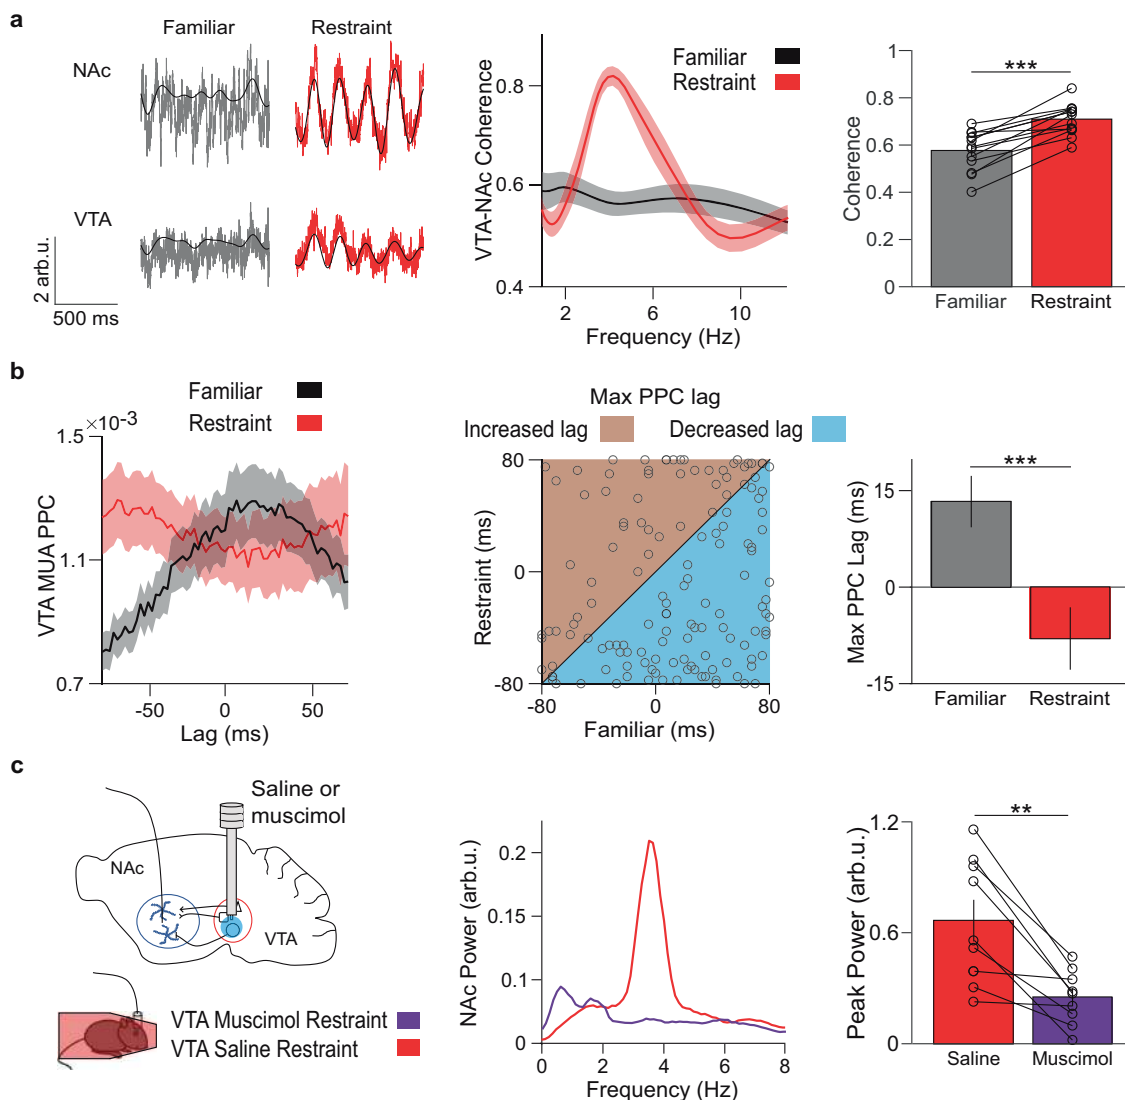 a
Familiar
Restraint
NAc
VTA
2 arb.u.
500 ms
VTA-NAc Coherence
0.8
0.6
0.4
Familiar
Restraint
2
6
10
Frequency (Hz)
Coherence
1
0.8
0.6
0.4
0.2
0
***
Familiar
Restraint
b
Familiar
Restraint
×10⁻³
1.5
1.1
0.7
VTA MUA PPC
-50
0
50
Lag (ms)
Max PPC lag
Increased lag
Decreased lag
80
0
-80
Restraint (ms)
-80
0
80
Familiar (ms)
***
15
0
-15
Max PPC Lag (ms)
Familiar
Restraint
c
Saline or
muscimol
NAc
VTA
VTA Muscimol Restraint
VTA Saline Restraint
NAc Power (arb.u.)
0.2
0.15
0.1
0
0
2
4
6
8
Frequency (Hz)
**
1.2
0.6
0
Peak Power (arb.u.)
Saline
Muscimol